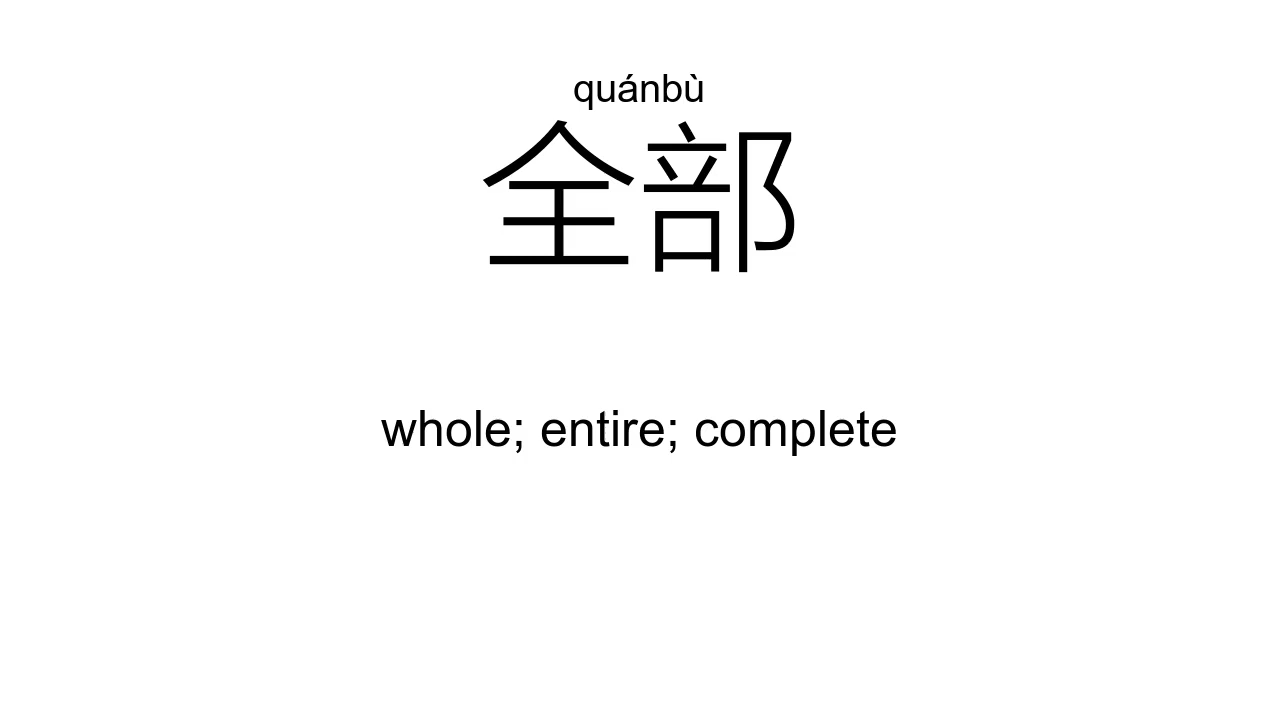 quánbù
全部
whole; entire; complete